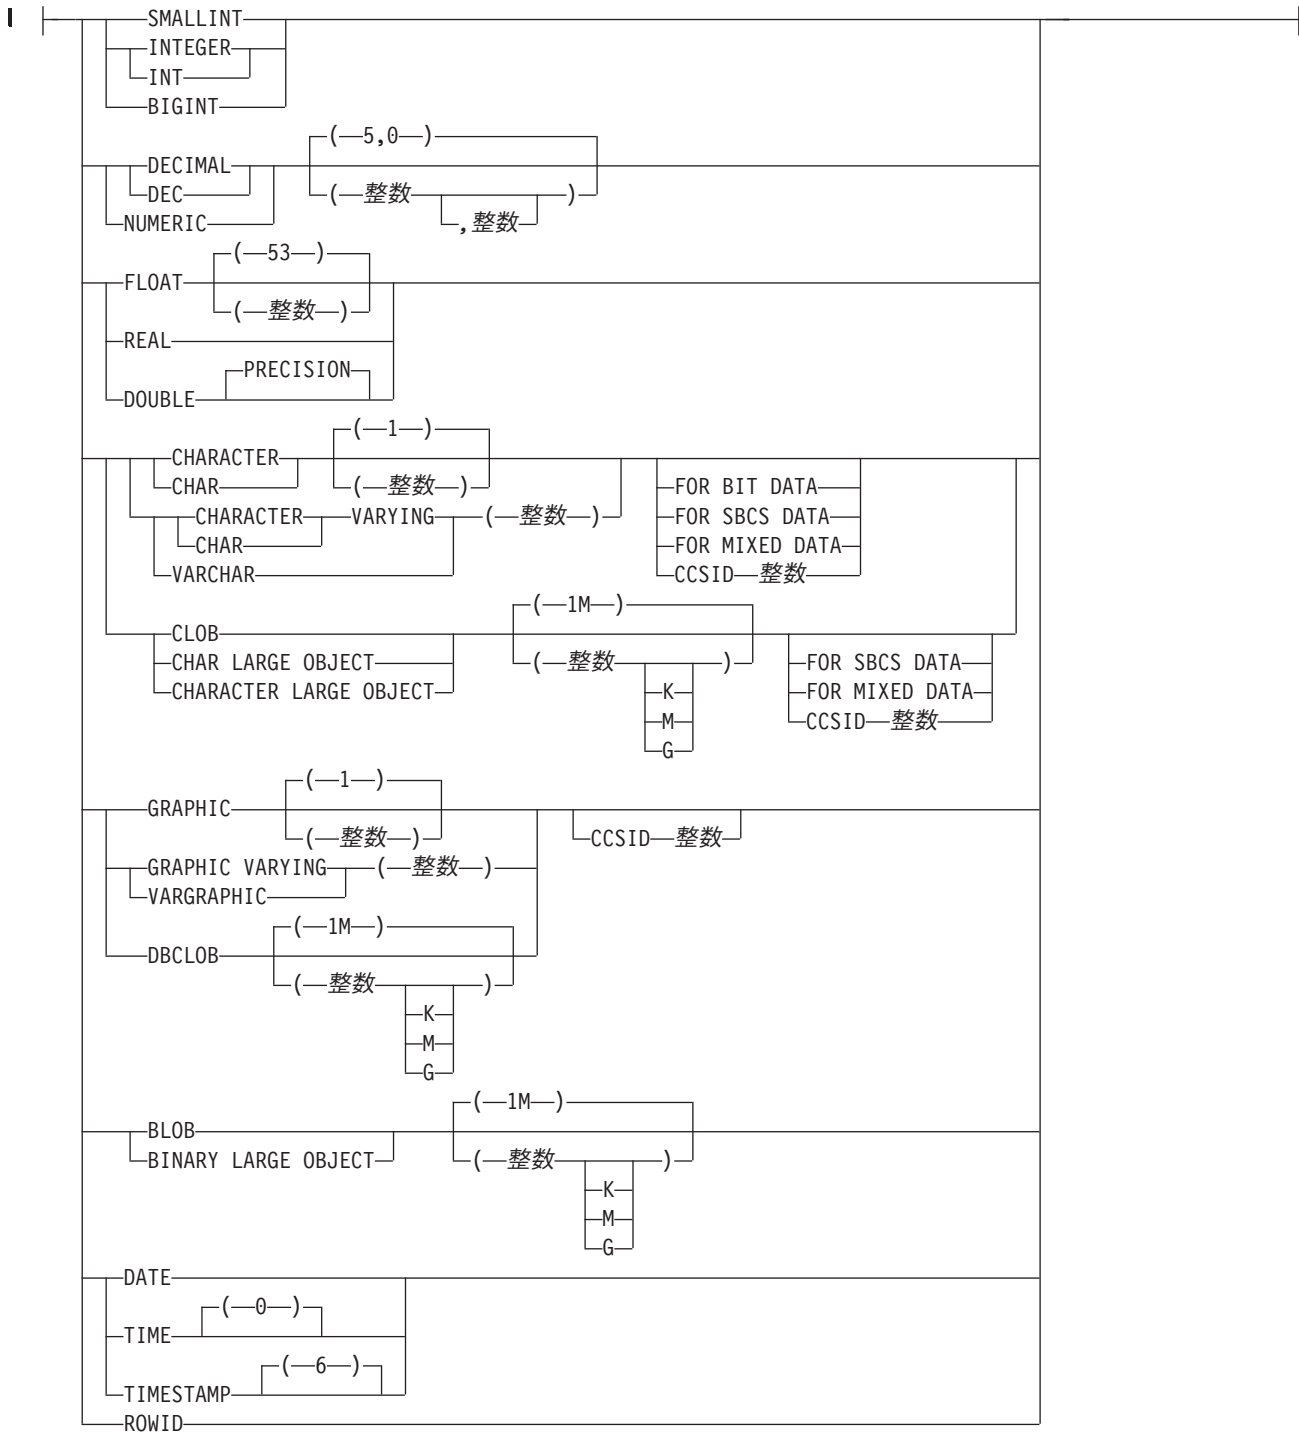 SMALLINT
INTEGER
INT
BIGINT
( 5,0 )
DECIMAL
DEC ( 整数 )
NUMERIC ,整数
( 53 )
FLOAT
( 整数 )
REAL
PRECISION
DOUBLE
( 1 )
CHARACTER
CHAR ( 整数 ) FOR BIT DATA
CHARACTER VARYING ( 整数 ) FOR SBCS DATA
CHAR FOR MIXED DATA
VARCHAR CCSID 整数
( 1M )
CLOB
CHAR LARGE OBJECT ( 整数 ) FOR SBCS DATA
CHARACTER LARGE OBJECT K FOR MIXED DATA
M CCSID 整数
G
( 1 )
GRAPHIC
( 整数 ) CCSID 整数
GRAPHIC VARYING ( 整数 )
VARGRAPHIC
( 1M )
DBCLOB
( 整数 )
K
M
G
( 1M )
BLOB
BINARY LARGE OBJECT ( 整数 )
K
M
G
DATE
( 0 )
TIME
( 6 )
TIMESTAMP
ROWID